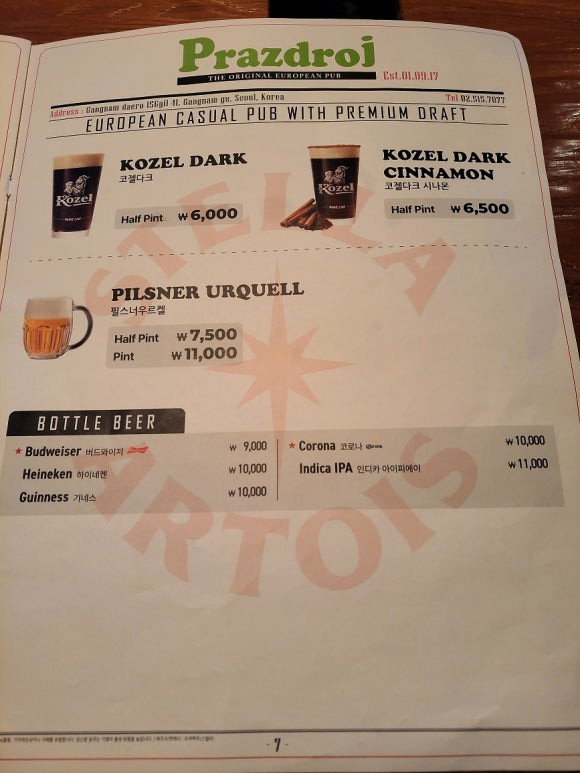 Prazdroj
THE ORIGINAL EUROPEAN PUB
Est.01.09.17
Address : Gangnam daero 156gil 41, Gangnam gu, Seoul, Korea
Tel 02.515.7077
EUROPEAN CASUAL PUB WITH PREMIUM DRAFT
KOZEL DARK
코젤다크
Half Pint ₩6,000
Kozel
KOZEL DARK
CINNAMON
코젤다크 시나몬
Half Pint ₩6,500
Kozel
STELLA
ARTOIS
PILSNER URQUELL
필스너우르켈
Half Pint ₩7,500
Pint ₩11,000
BOTTLE BEER
★ Budweiser 버드와이저 ₩ 9,000
Heineken 하이네켄 ₩10,000
Guinness 기네스 ₩10,000
★ Corona 코로나 ₩10,000
Indica IPA 인디카 아이피에이 ₩11,000
- 7 -